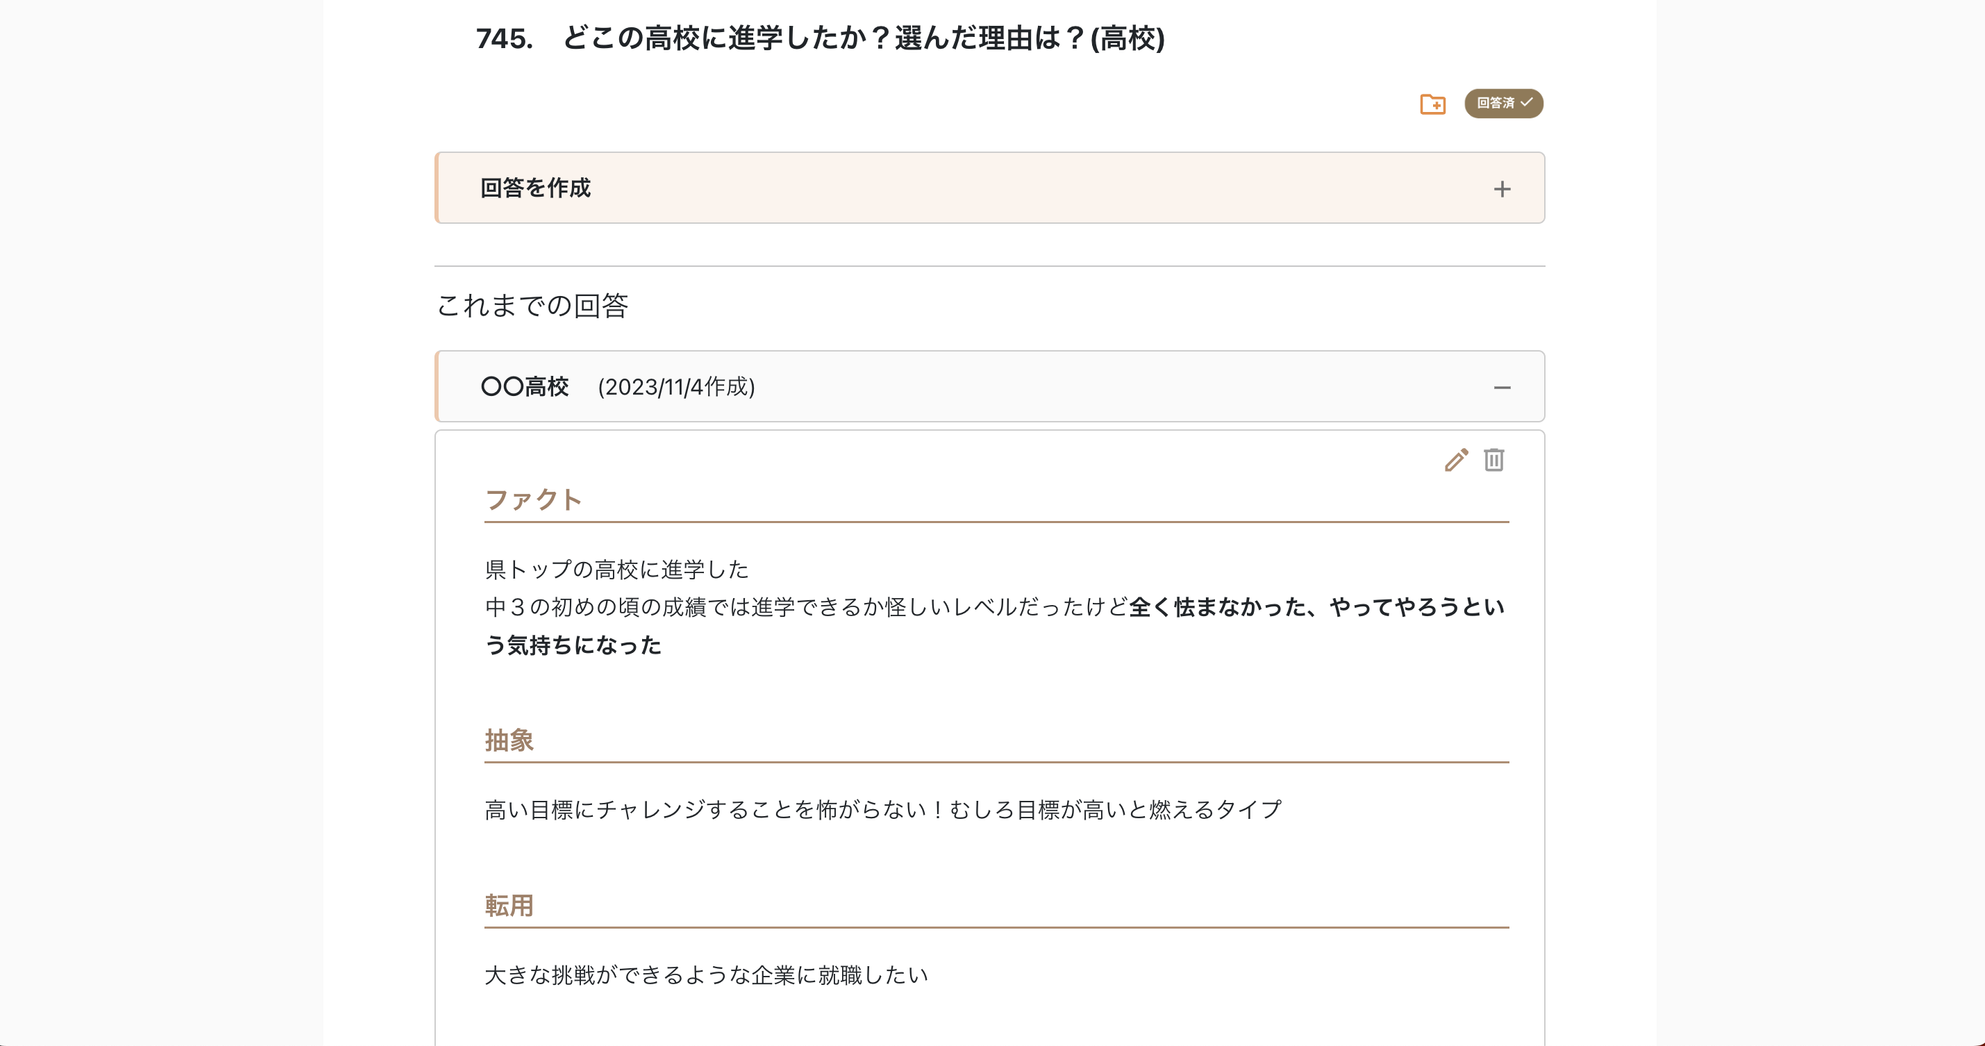 745. どこの高校に進学したか？選んだ理由は？(高校)
回答済
回答を作成
これまでの回答
〇〇高校 (2023/11/4作成)
ファクト
県トップの高校に進学した
中３の初めの頃の成績では進学できるか怪しいレベルだったけど全く怯まなかった、やってやろうとい
う気持ちになった
抽象
高い目標にチャレンジすることを怖がらない！むしろ目標が高いと燃えるタイプ
転用
大きな挑戦ができるような企業に就職したい